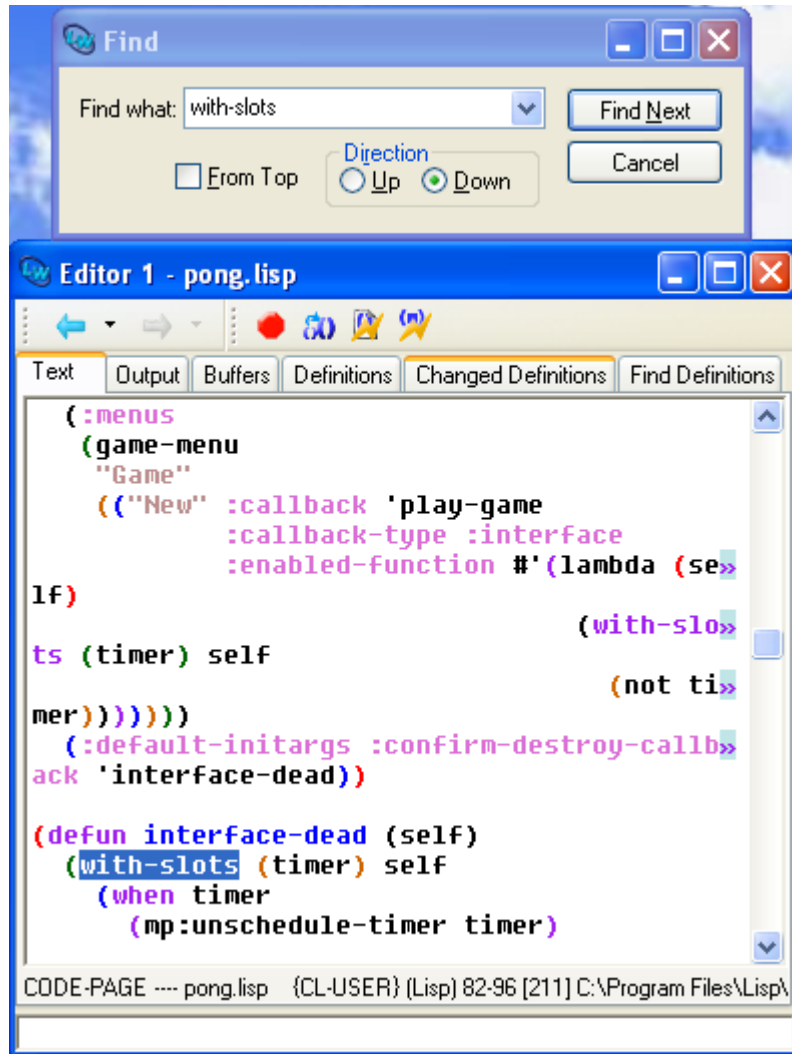 Find
Find what: with-slots Find Next
From Top Direction Up Down Cancel
Editor 1 - pong.lisp
Text Output Buffers Definitions Changed Definitions Find Definitions
(:menus
(game-menu
"Game"
(("New" :callback 'play-game
:callback-type :interface
:enabled-function #'(lambda (se»
lf)
(with-slo»
ts (timer) self
(not ti»
mer))))))))
(:default-initargs :confirm-destroy-callb»
ack 'interface-dead))
(defun interface-dead (self)
(with-slots (timer) self
(when timer
(mp:unschedule-timer timer)
CODE-PAGE ---- pong.lisp {CL-USER} (Lisp) 82-96 [211] C:\Program Files\Lisp\